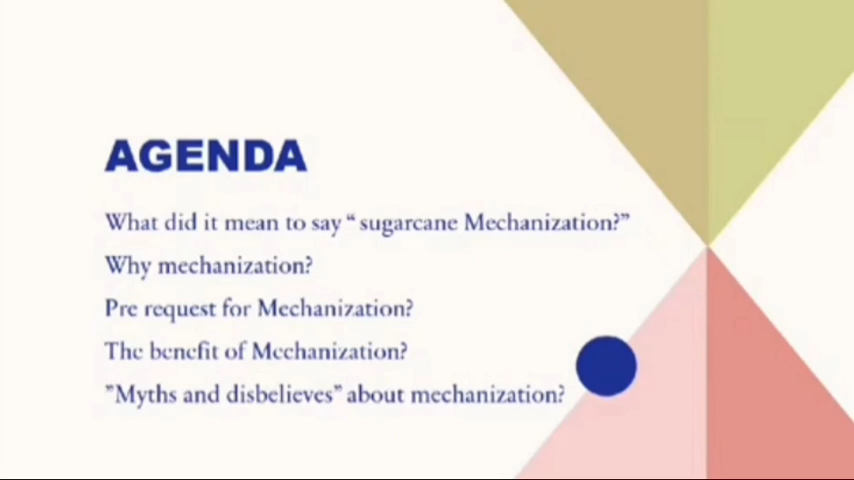 AGENDA
What did it mean to say “ sugarcane Mechanization?”
Why mechanization?
Pre request for Mechanization?
The benefit of Mechanization?
”Myths and disbelieves” about mechanization?